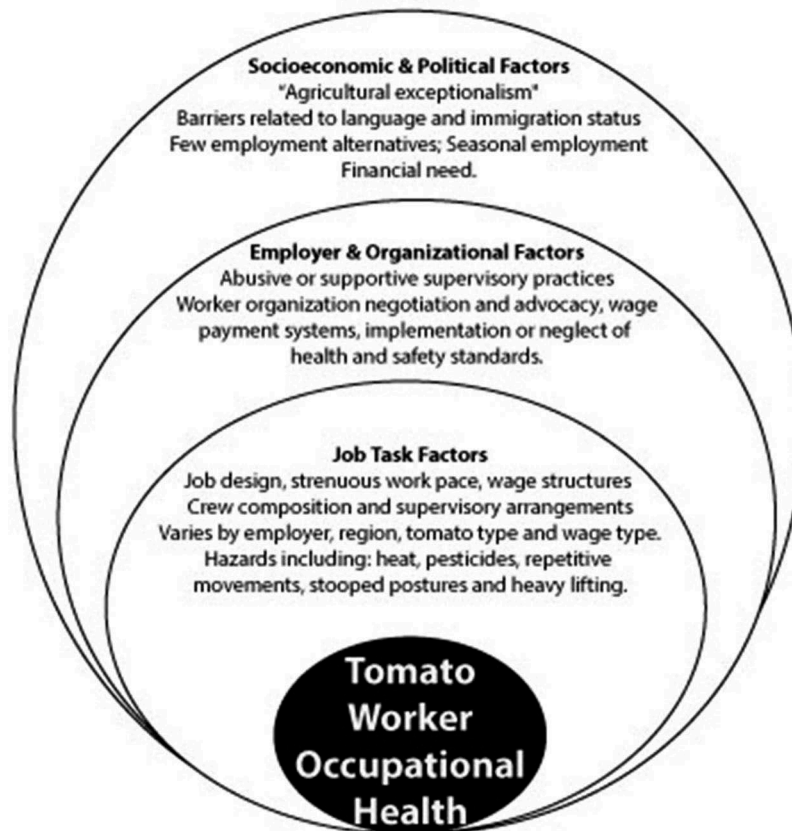 Socioeconomic & Political Factors
"Agricultural exceptionalism"
Barriers related to language and immigration status
Few employment alternatives; Seasonal employment
Financial need.
Employer & Organizational Factors
Abusive or supportive supervisory practices
Worker organization negotiation and advocacy, wage
payment systems, implementation or neglect of
health and safety standards.
Job Task Factors
Job design, strenuous work pace, wage structures
Crew composition and supervisory arrangements
Varies by employer, region, tomato type and wage type.
Hazards including: heat, pesticides, repetitive
movements, stooped postures and heavy lifting.
Tomato
Worker
Occupational
Health